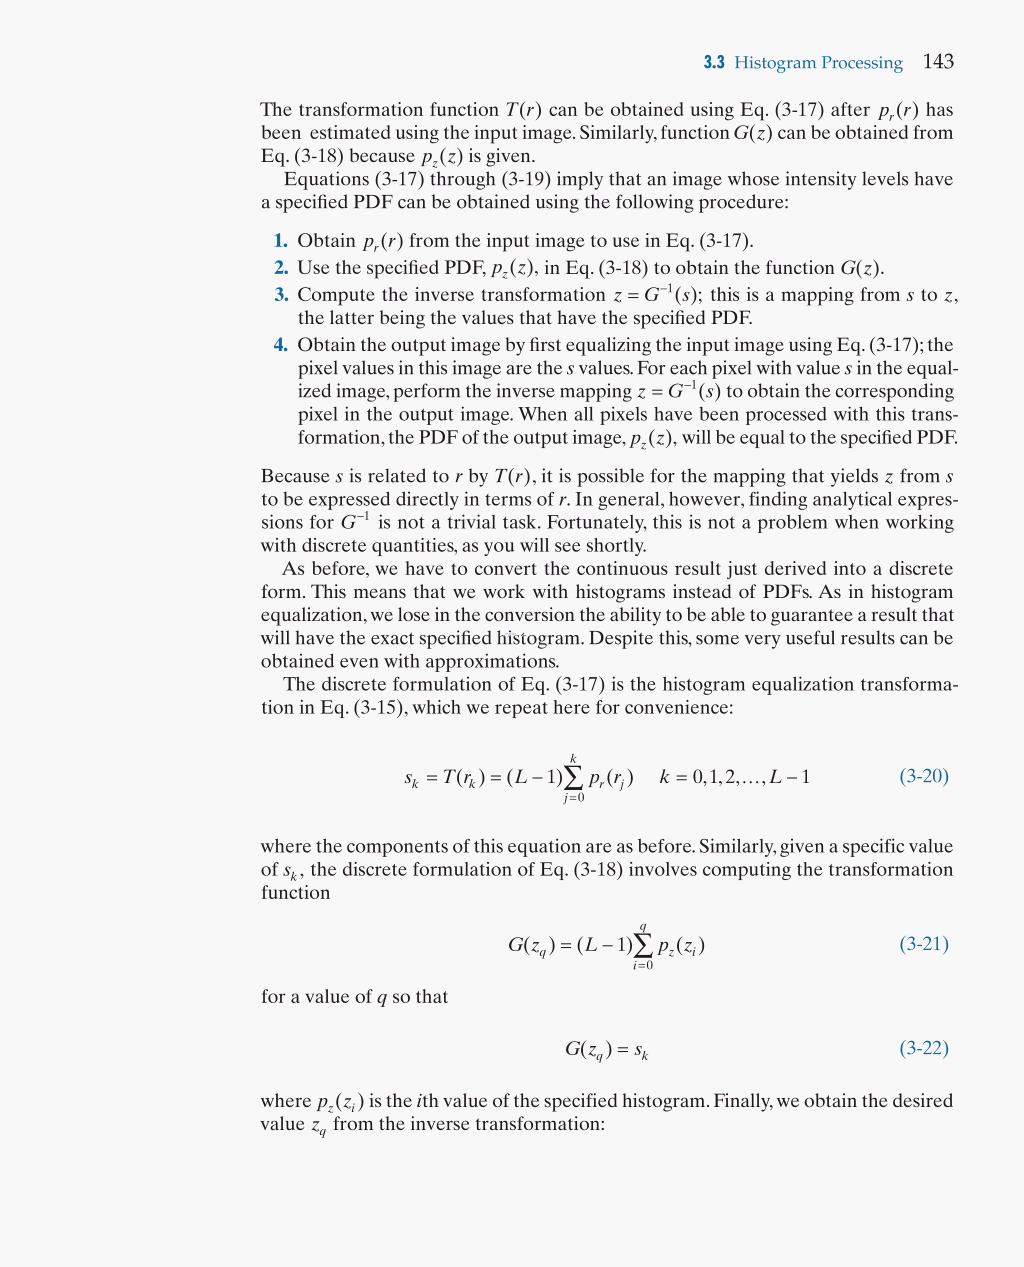 3.3 Histogram Processing 143
The transformation function T(r) can be obtained using Eq. (3-17) after p_r(r) has
been estimated using the input image. Similarly, function G(z) can be obtained from
Eq. (3-18) because p_z(z) is given.
Equations (3-17) through (3-19) imply that an image whose intensity levels have
a specified PDF can be obtained using the following procedure:
1. Obtain p_r(r) from the input image to use in Eq. (3-17).
2. Use the specified PDF, p_z(z), in Eq. (3-18) to obtain the function G(z).
3. Compute the inverse transformation z = G⁻¹(s); this is a mapping from s to z,
the latter being the values that have the specified PDF.
4. Obtain the output image by first equalizing the input image using Eq. (3-17); the
pixel values in this image are the s values. For each pixel with value s in the equal-
ized image, perform the inverse mapping z = G⁻¹(s) to obtain the corresponding
pixel in the output image. When all pixels have been processed with this trans-
formation, the PDF of the output image, p_z(z), will be equal to the specified PDF.
Because s is related to r by T(r), it is possible for the mapping that yields z from s
to be expressed directly in terms of r. In general, however, finding analytical expres-
sions for G⁻¹ is not a trivial task. Fortunately, this is not a problem when working
with discrete quantities, as you will see shortly.
As before, we have to convert the continuous result just derived into a discrete
form. This means that we work with histograms instead of PDFs. As in histogram
equalization, we lose in the conversion the ability to be able to guarantee a result that
will have the exact specified histogram. Despite this, some very useful results can be
obtained even with approximations.
The discrete formulation of Eq. (3-17) is the histogram equalization transforma-
tion in Eq. (3-15), which we repeat here for convenience:
s_k = T(r_k) = (L − 1) ∑_{j=0}^{k} p_r(r_j) k = 0, 1, 2, …, L − 1 (3-20)
where the components of this equation are as before. Similarly, given a specific value
of s_k, the discrete formulation of Eq. (3-18) involves computing the transformation
function
G(z_q) = (L − 1) ∑_{i=0}^{q} p_z(z_i) (3-21)
for a value of q so that
G(z_q) = s_k (3-22)
where p_z(z_i) is the ith value of the specified histogram. Finally, we obtain the desired
value z_q from the inverse transformation: